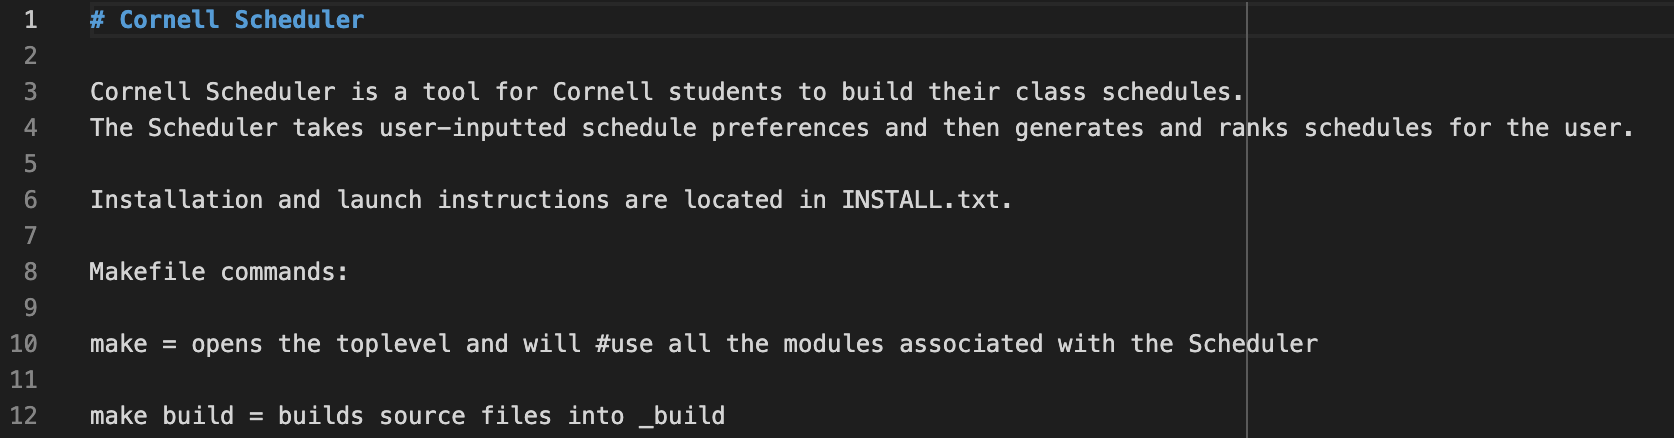 1 # Cornell Scheduler
2
3 Cornell Scheduler is a tool for Cornell students to build their class schedules.
4 The Scheduler takes user-inputted schedule preferences and then generates and ranks schedules for the user.
5
6 Installation and launch instructions are located in INSTALL.txt.
7
8 Makefile commands:
9
10 make = opens the toplevel and will #use all the modules associated with the Scheduler
11
12 make build = builds source files into _build